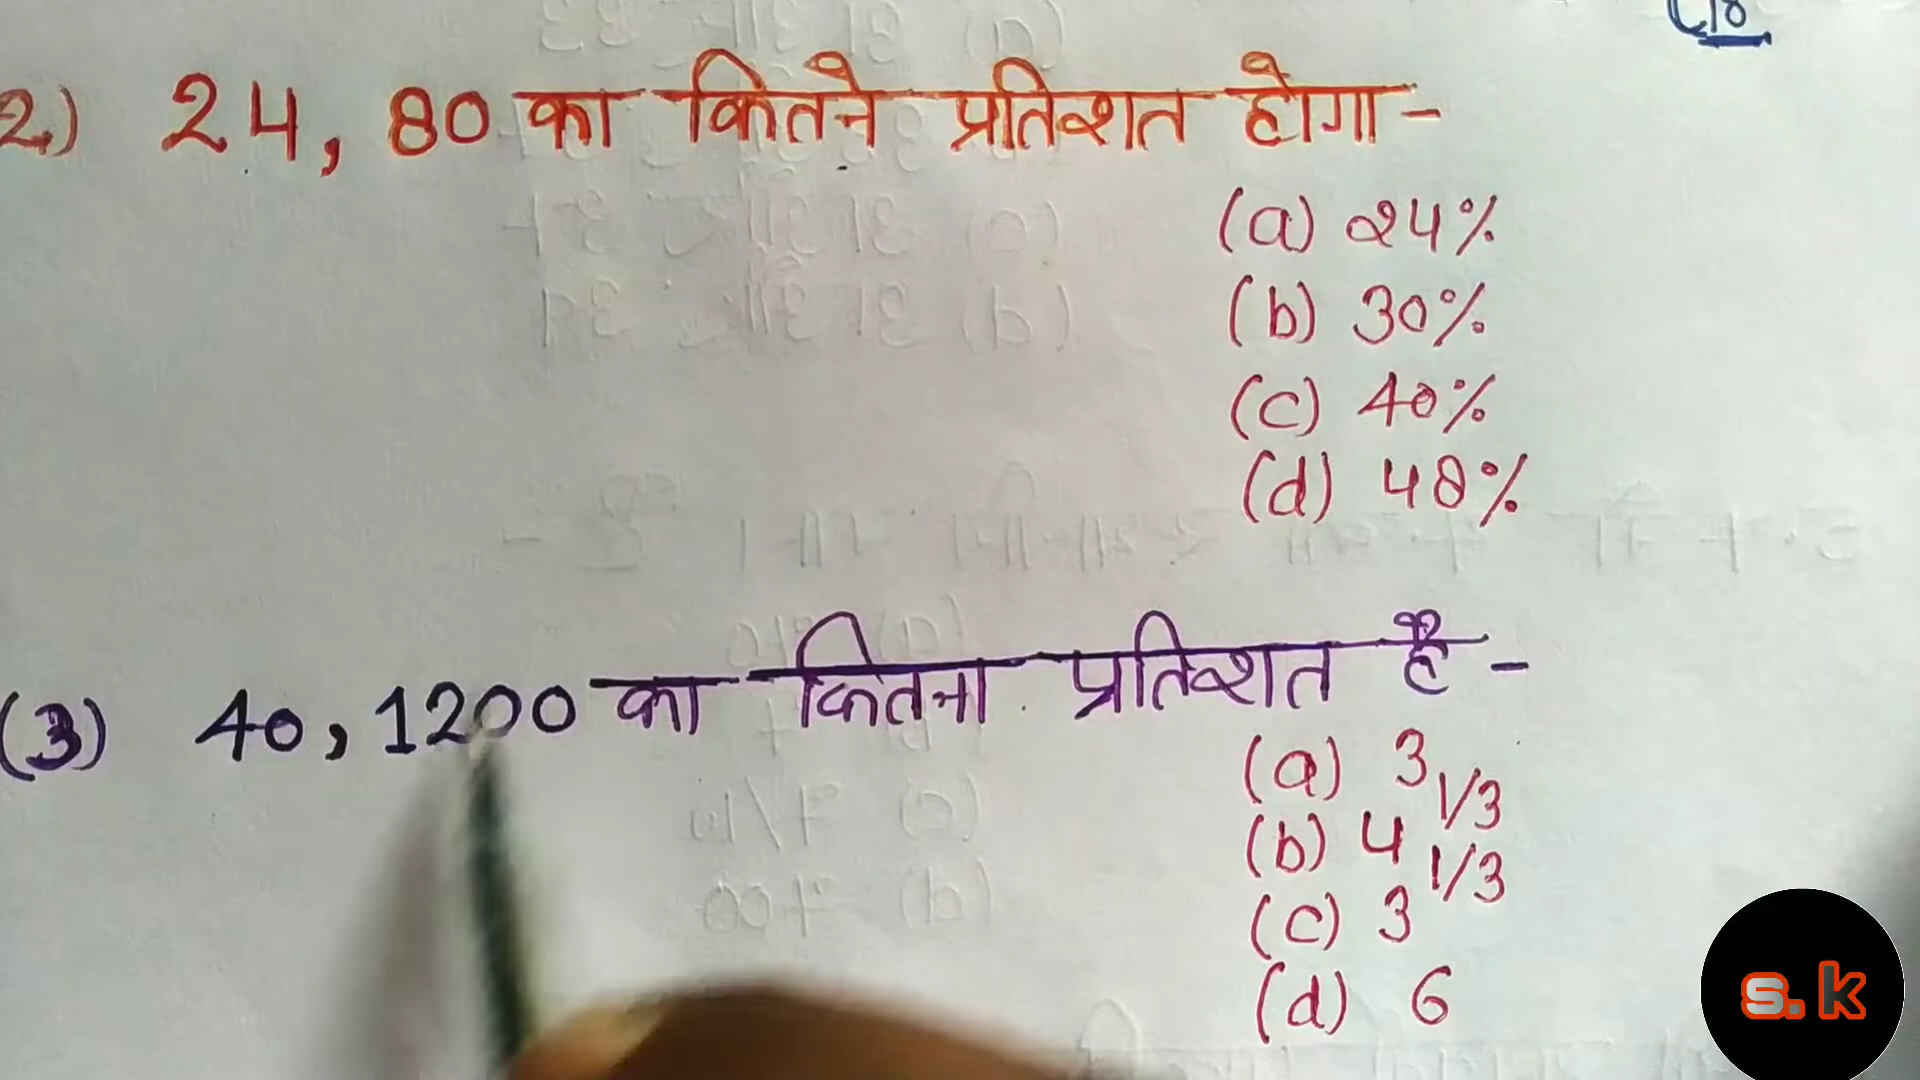 2) 24, 80 का कितने प्रतिशत होगा -
(a) 24%
(b) 30%
(c) 40%
(d) 48%
(3) 40, 1200 का कितना प्रतिशत है -
(a) 3 1/3
(b) 4 1/3
(c) 3
(d) 6
s. k